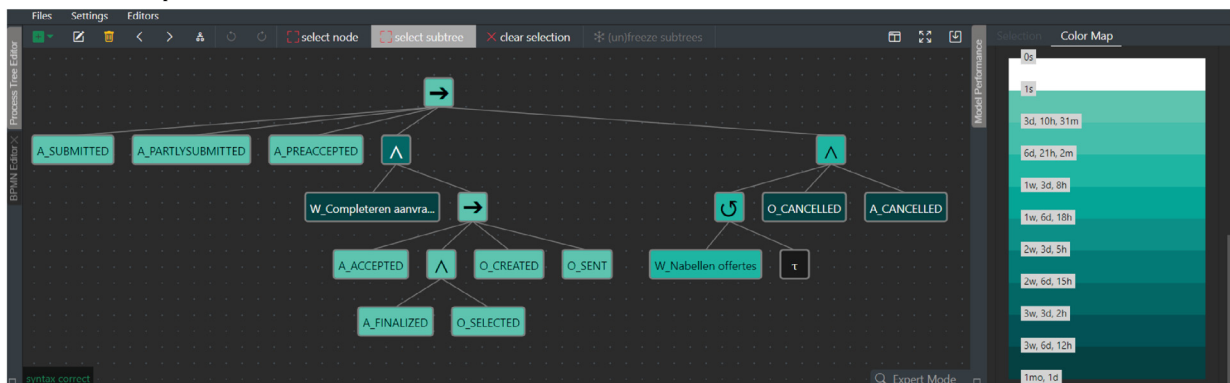 Files Settings Editors
select node select subtree clear selection (un)freeze subtrees
Selection Color Map
Process Tree Editor
BPMN Editor
Model Performance
→
A_SUBMITTED A_PARTLYSUBMITTED A_PREACCEPTED ∧ ∧
W_Completeren aanvra... → ↺ O_CANCELLED A_CANCELLED
A_ACCEPTED ∧ O_CREATED O_SENT W_Nabellen offertes τ
A_FINALIZED O_SELECTED
0s
1s
3d, 10h, 31m
6d, 21h, 2m
1w, 3d, 8h
1w, 6d, 18h
2w, 3d, 5h
2w, 6d, 15h
3w, 3d, 2h
3w, 6d, 12h
1mo, 1d
syntax correct
Expert Mode